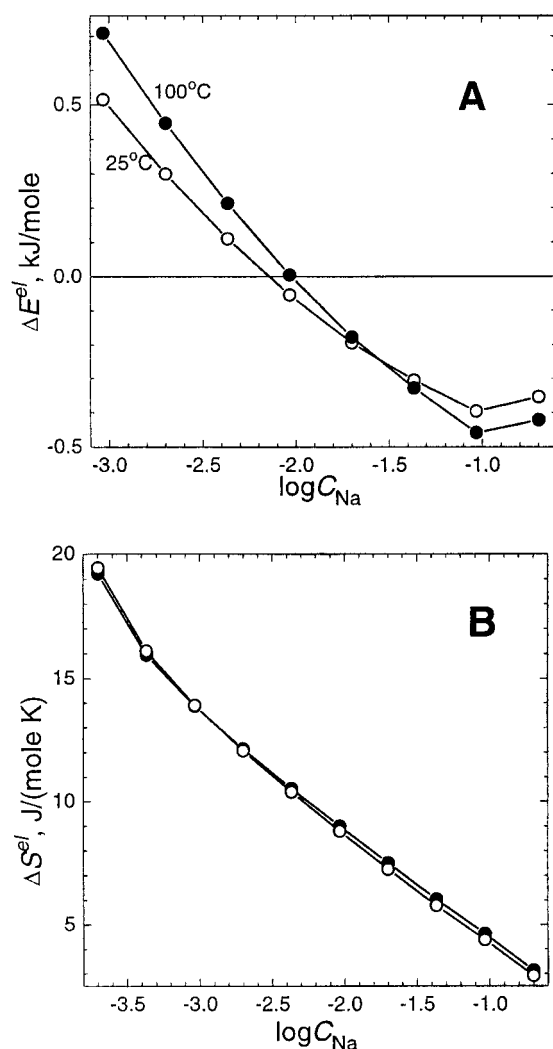 A
100°C
25°C
0.5
0.0
-0.5
ΔE^el, kJ/mole
-3.0 -2.5 -2.0 -1.5 -1.0
logC_Na
B
20
15
10
5
ΔS^el, J/(mole K)
-3.5 -3.0 -2.5 -2.0 -1.5 -1.0
logC_Na